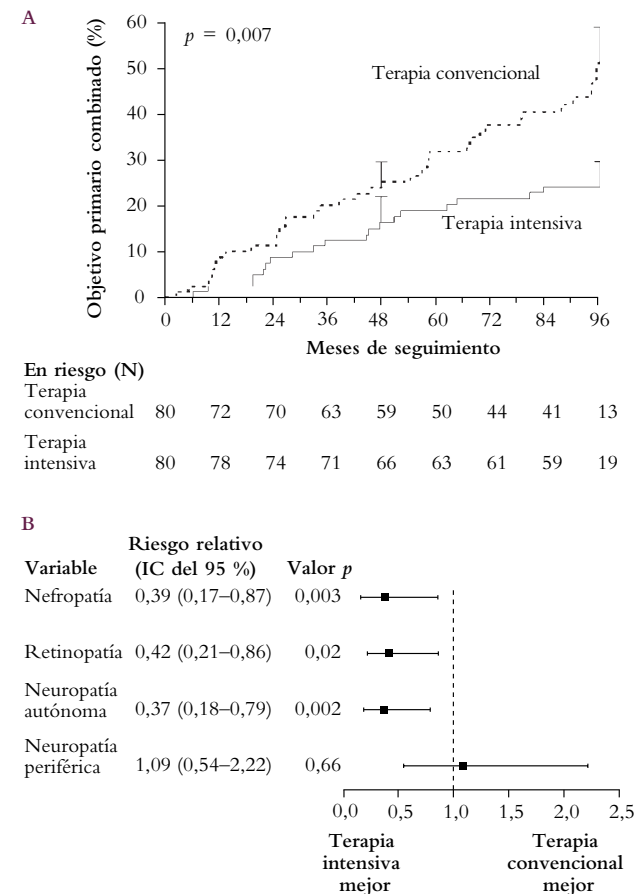 A
Objetivo primario combinado (%)
60
50
40
30
20
10
0
p = 0,007
Terapia convencional
Terapia intensiva
0 12 24 36 48 60 72 84 96
Meses de seguimiento
En riesgo (N)
Terapia
convencional 80 72 70 63 59 50 44 41 13
Terapia
intensiva 80 78 74 71 66 63 61 59 19
B
Riesgo relativo
Variable (IC del 95 %) Valor p
Nefropatía 0,39 (0,17–0,87) 0,003
Retinopatía 0,42 (0,21–0,86) 0,02
Neuropatía
autónoma 0,37 (0,18–0,79) 0,002
Neuropatía
periférica 1,09 (0,54–2,22) 0,66
0,0 0,5 1,0 1,5 2,0 2,5
Terapia
intensiva
mejor
Terapia
convencional
mejor